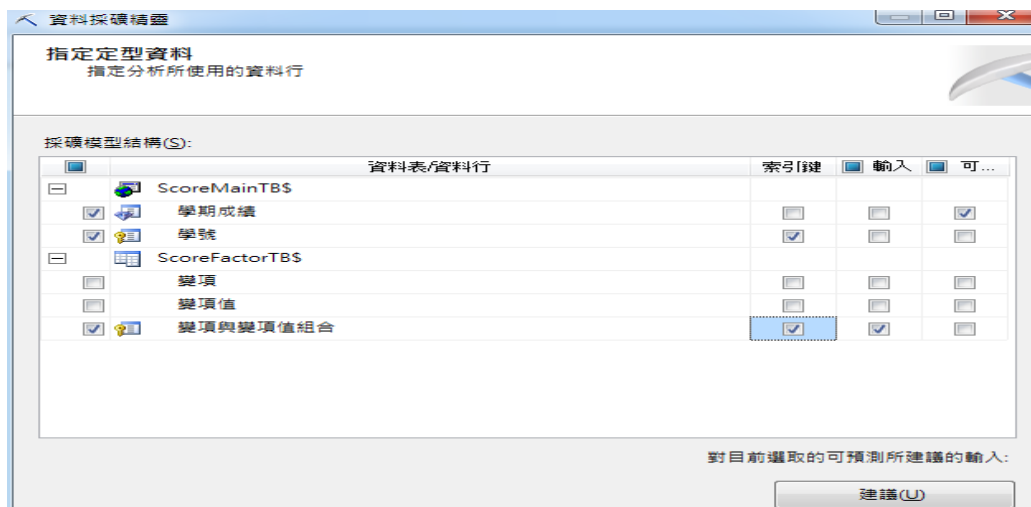 資料採礦精靈
指定定型資料
指定分析所使用的資料行
採礦模型結構(S):
資料表/資料行 索引鍵 輸入 可...
ScoreMainTB$
學期成績
學號
ScoreFactorTB$
變項
變項值
變項與變項值組合
對目前選取的可預測所建議的輸入:
建議(U)